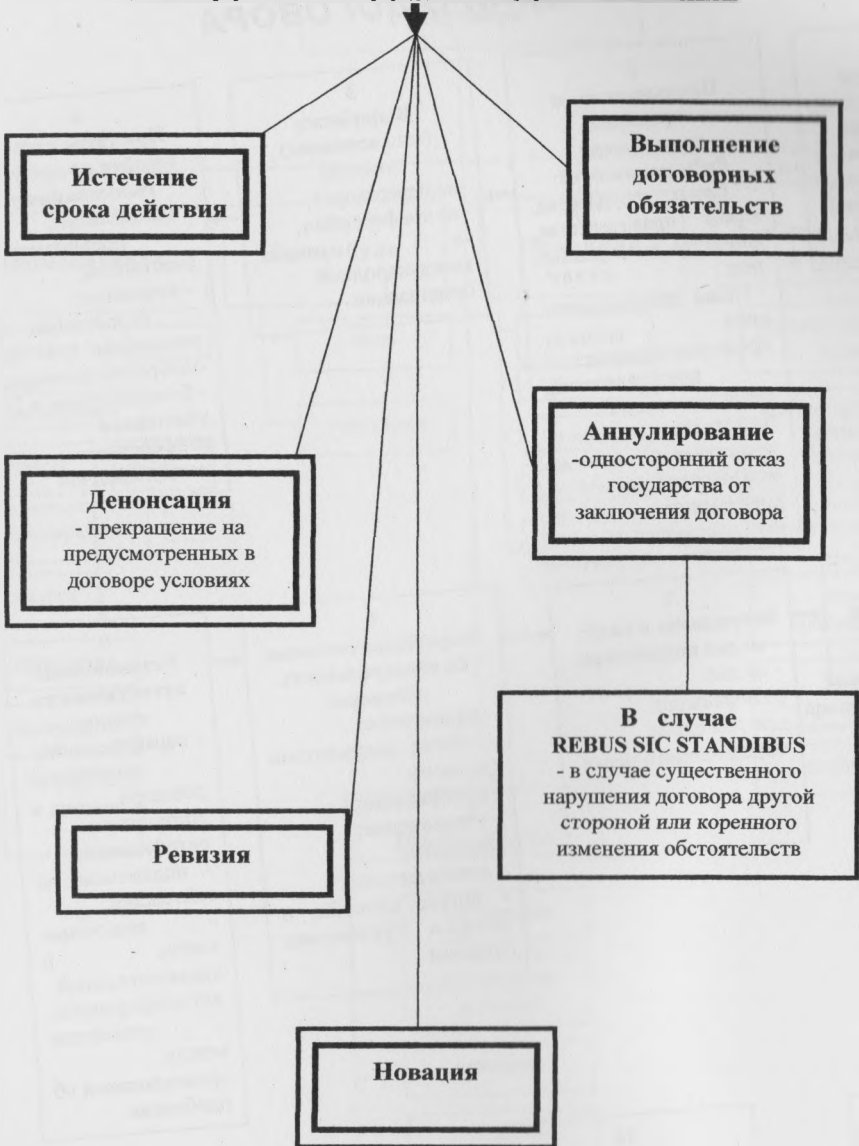 Истечение
срока действия
Выполнение
договорных
обязательств
Денонсация
- прекращение на
предусмотренных в
договоре условиях
Аннулирование
-односторонний отказ
государства от
заключения договора
В случае
REBUS SIC STANDIBUS
- в случае существенного
нарушения договора другой
стороной или коренного
изменения обстоятельств
Ревизия
Новация